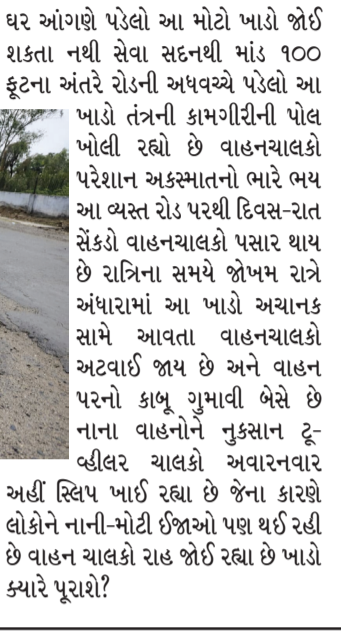 ઘર આંગણે પડેલો આ મોટો ખાડો જોઈ
શકતા નથી સેવા સદનથી માંડ ૧૦૦
ફૂટના અંતરે રોડની અધવચ્ચે પડેલો આ
ખાડો તંત્રની કામગીરીની પોલ
ખોલી રહ્યો છે વાહનચાલકો
પરેશાન અકસ્માતનો ભારે ભય
આ વ્યસ્ત રોડ પરથી દિવસ-રાત
સેંકડો વાહનચાલકો પસાર થાય
છે રાત્રિના સમયે જોખમ રાત્રે
અંધારામાં આ ખાડો અચાનક
સામે આવતા વાહનચાલકો
અટવાઈ જાય છે અને વાહન
પરનો કાબૂ ગુમાવી બેસે છે
નાના વાહનોને નુકસાન ટૂ-
વ્હીલર ચાલકો અવારનવાર
અહીં સ્લિપ ખાઈ રહ્યા છે જેના કારણે
લોકોને નાની-મોટી ઈજાઓ પણ થઈ રહી
છે વાહન ચાલકો રાહ જોઈ રહ્યા છે ખાડો
ક્યારે પૂરાશે?